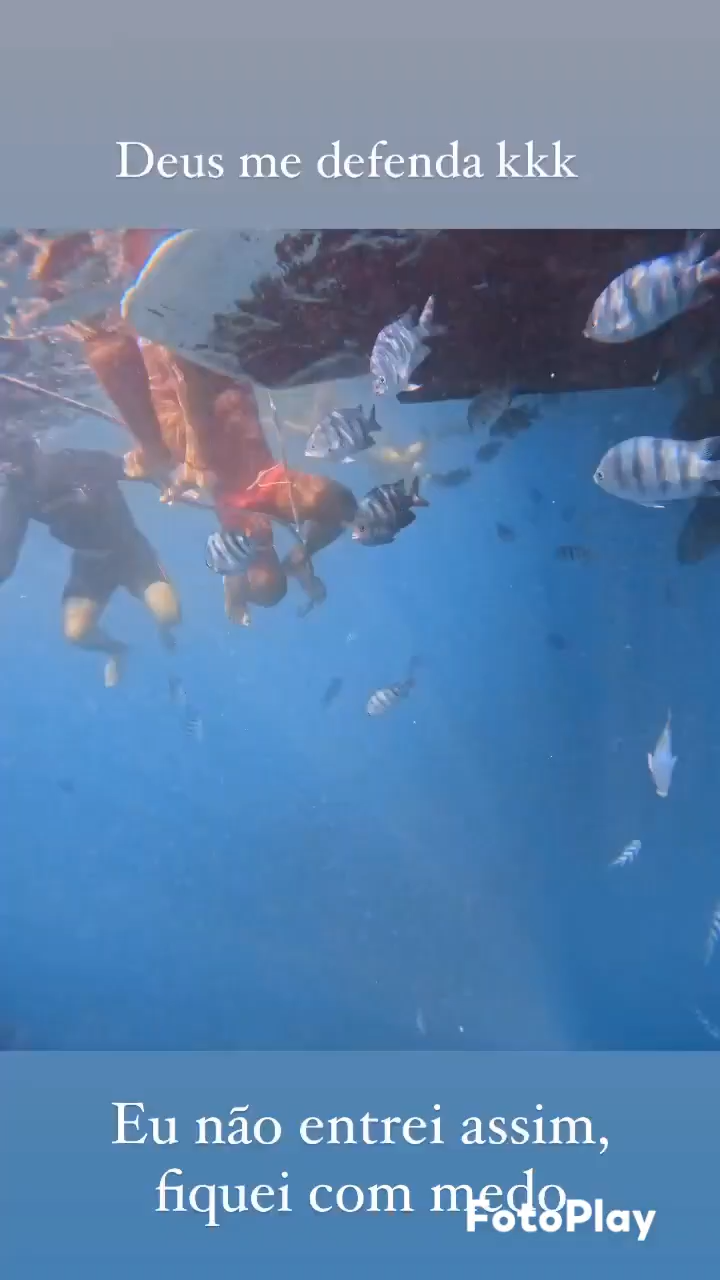 Deus me defenda kkk
Eu não entrei assim,
fiquei com medo
FotoPlay